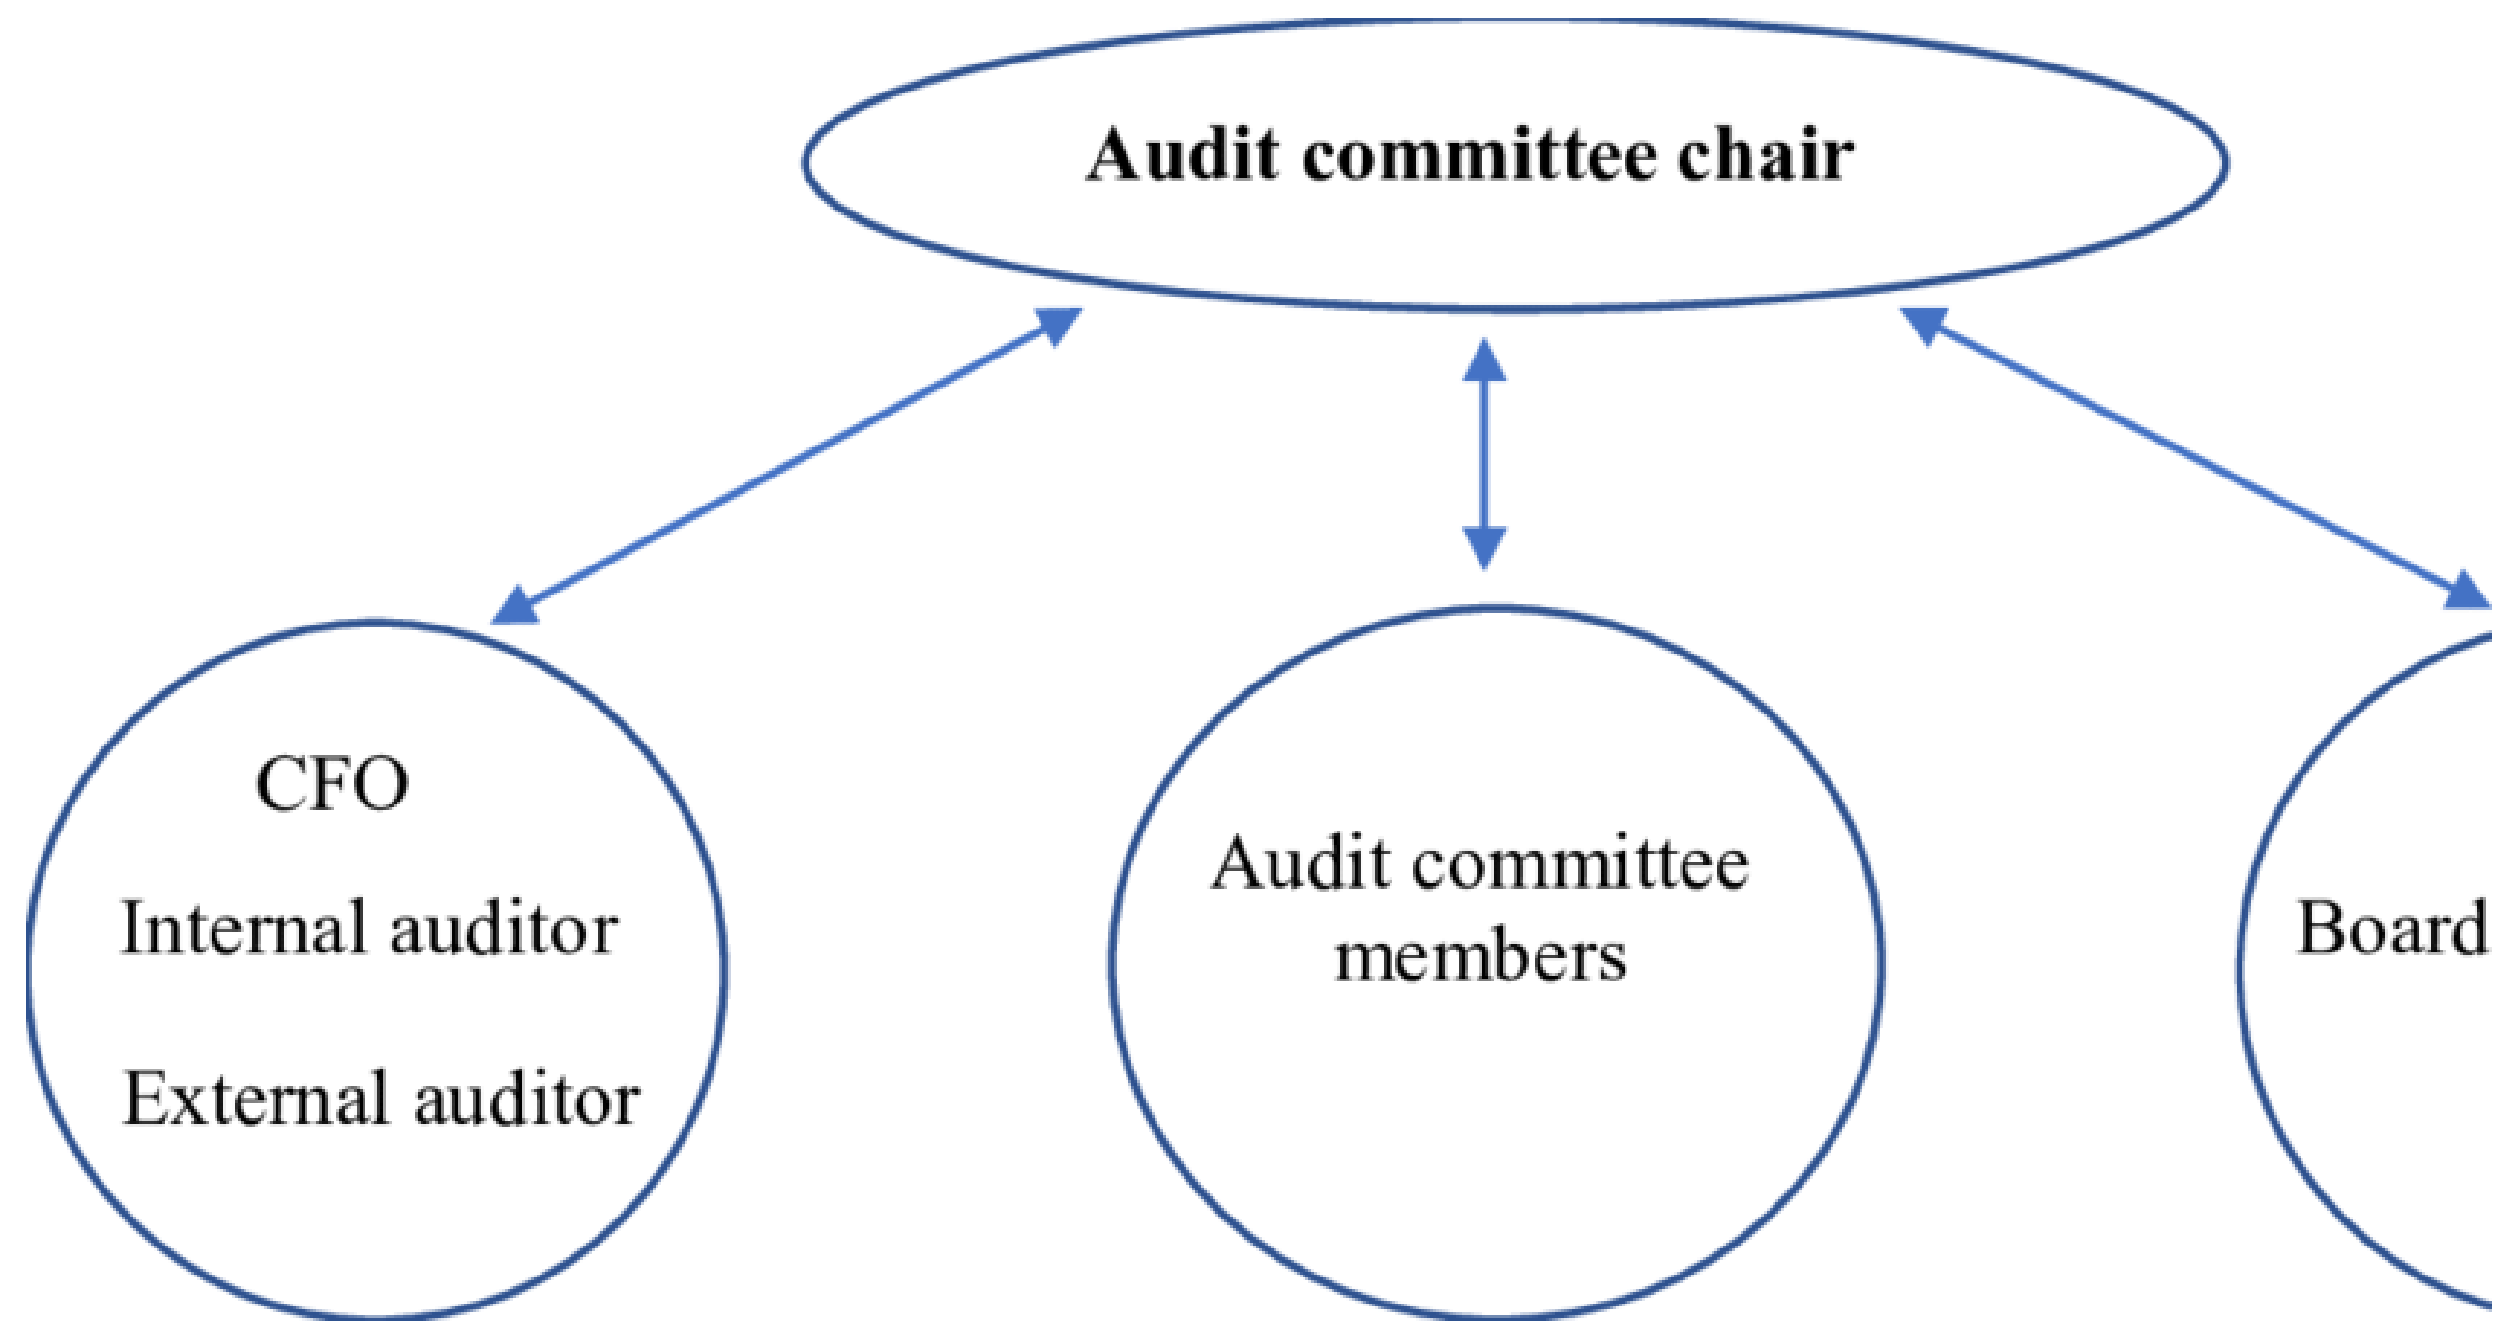 Audit committee chair
CFO
Internal auditor
External auditor
Audit committee
members
Board